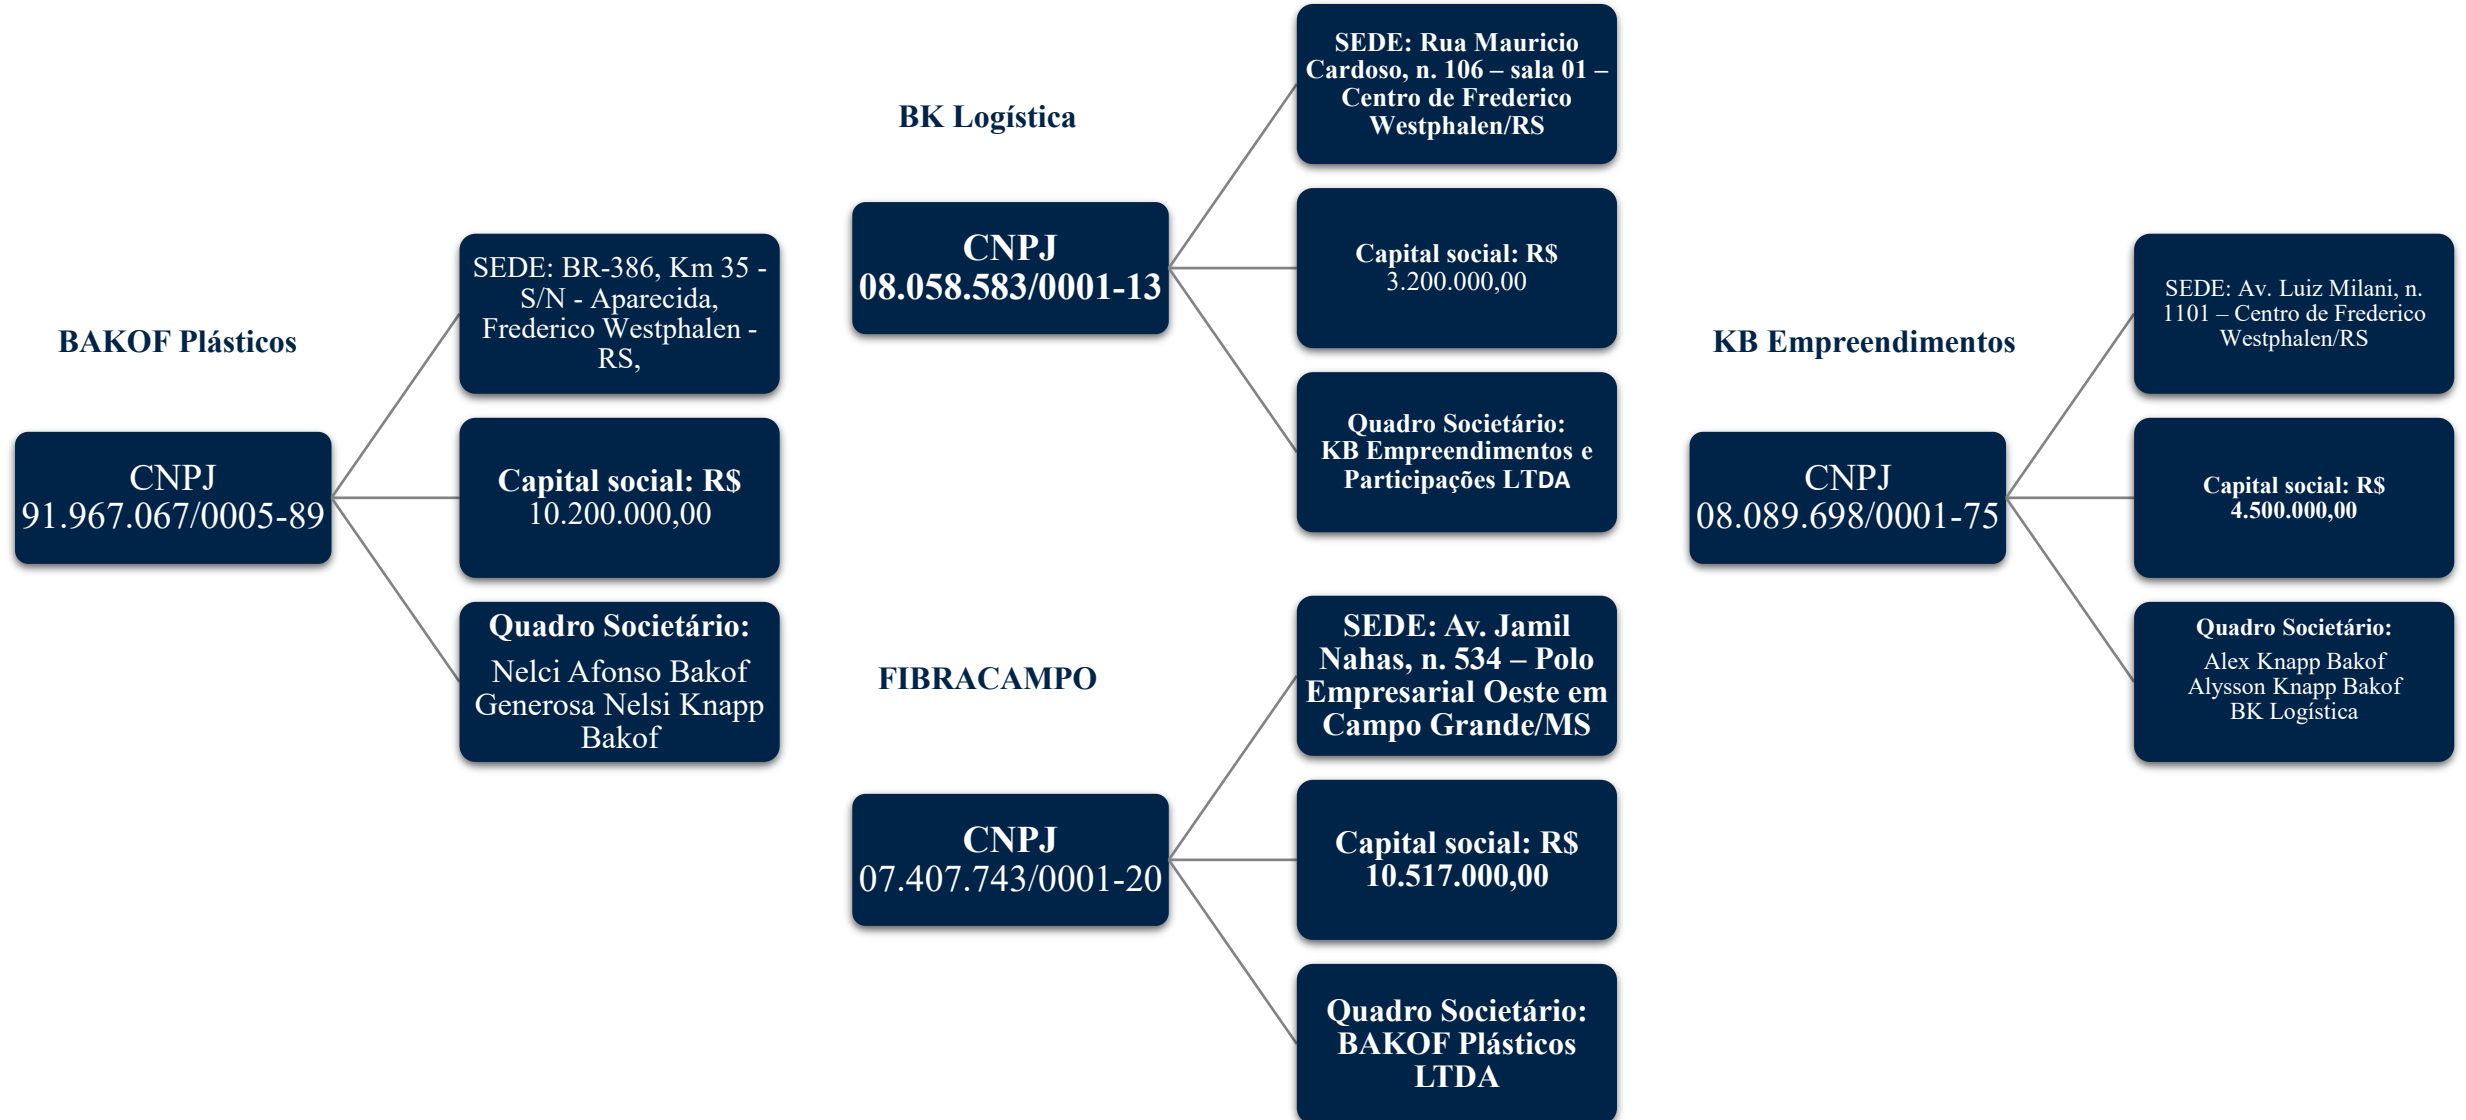 BAKOF Plásticos
CNPJ
91.967.067/0005-89
SEDE: BR-386, Km 35 -
S/N - Aparecida,
Frederico Westphalen -
RS,
Capital social: R$
10.200.000,00
Quadro Societário:
Nelci Afonso Bakof
Generosa Nelsi Knapp
Bakof
BK Logística
CNPJ
08.058.583/0001-13
SEDE: Rua Mauricio
Cardoso, n. 106 – sala 01 –
Centro de Frederico
Westphalen/RS
Capital social: R$
3.200.000,00
Quadro Societário:
KB Empreendimentos e
Participações LTDA
FIBRACAMPO
CNPJ
07.407.743/0001-20
SEDE: Av. Jamil
Nahas, n. 534 – Polo
Empresarial Oeste em
Campo Grande/MS
Capital social: R$
10.517.000,00
Quadro Societário:
BAKOF Plásticos
LTDA
KB Empreendimentos
CNPJ
08.089.698/0001-75
SEDE: Av. Luiz Milani, n.
1101 – Centro de Frederico
Westphalen/RS
Capital social: R$
4.500.000,00
Quadro Societário:
Alex Knapp Bakof
Alysson Knapp Bakof
BK Logística